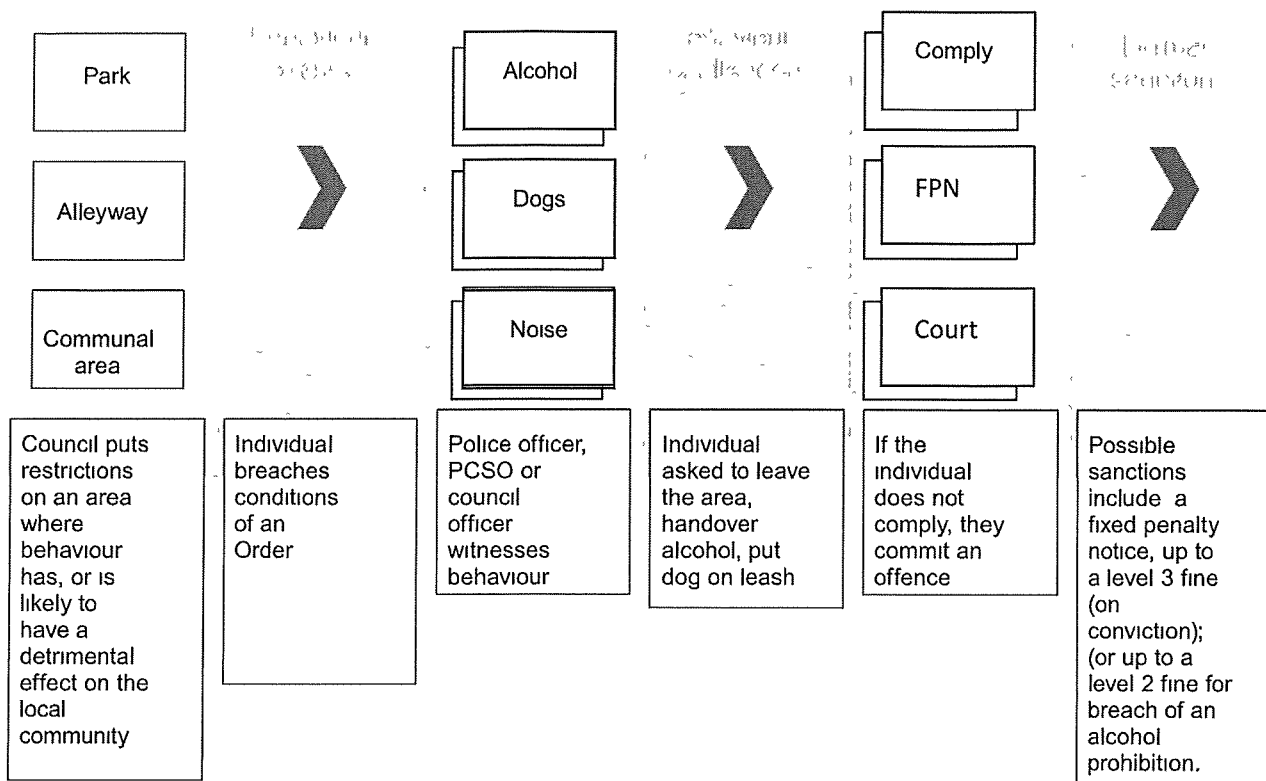 Park
Alcohol
Comply
Alleyway
Dogs
FPN
Communal
area
Noise
Court
Council puts
restrictions
on an area
where
behaviour
has, or is
likely to
have a
detrimental
effect on the
local
community
Individual
breaches
conditions
of an
Order
Police officer,
PCSO or
council
officer
witnesses
behaviour
Individual
asked to leave
the area,
handover
alcohol, put
dog on leash
If the
individual
does not
comply, they
commit an
offence
Possible
sanctions
include a
fixed penalty
notice, up to
a level 3 fine
(on
conviction);
(or up to a
level 2 fine for
breach of an
alcohol
prohibition.